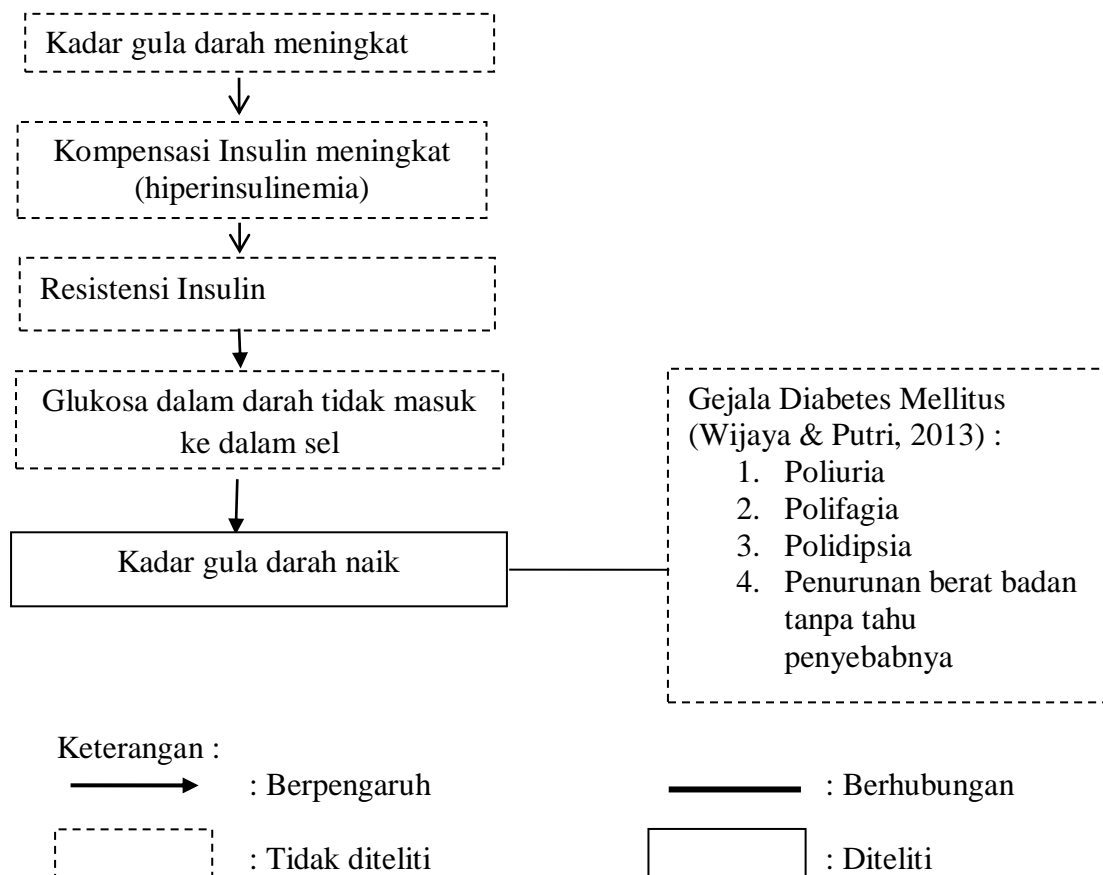 Kadar gula darah meningkat
Kompensasi Insulin meningkat
(hiperinsulinemia)
Resistensi Insulin
Glukosa dalam darah tidak masuk
ke dalam sel
Kadar gula darah naik
Gejala Diabetes Mellitus
(Wijaya & Putri, 2013) :
1. Poliuria
2. Polifagia
3. Polidipsia
4. Penurunan berat badan
tanpa tahu
penyebabnya
Keterangan :
: Berpengaruh
: Berhubungan
: Tidak diteliti
: Diteliti